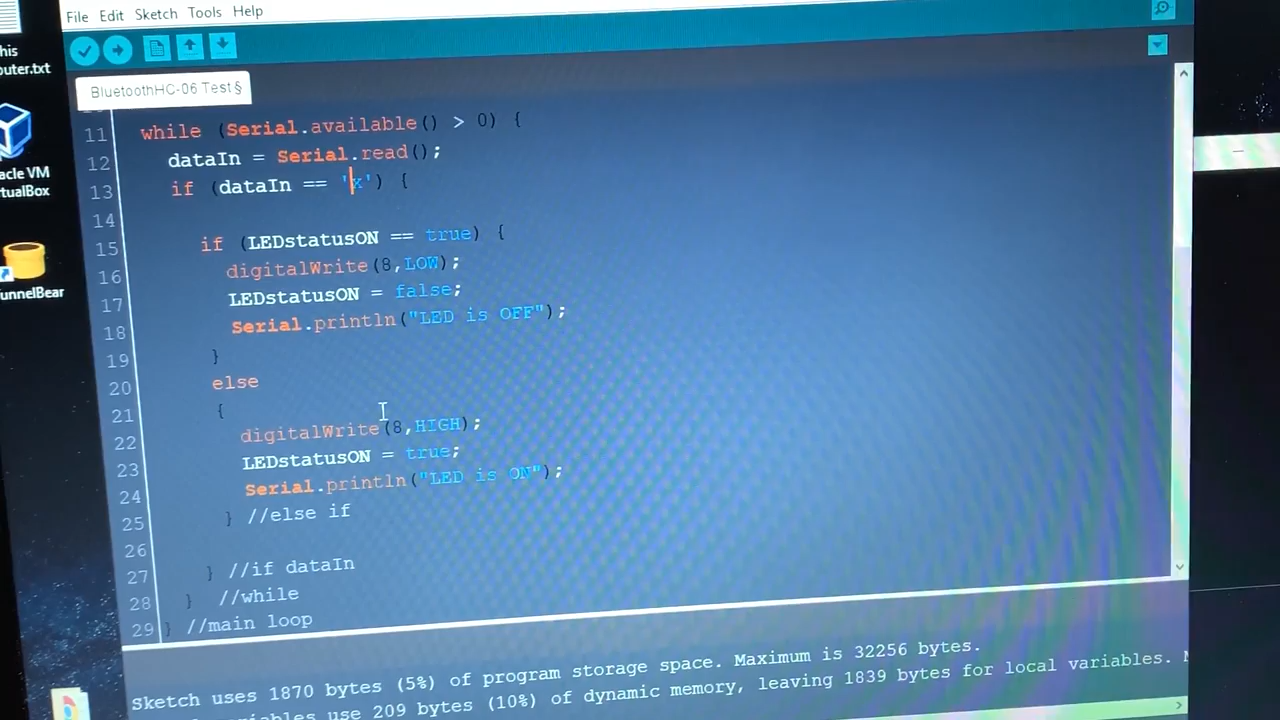 File Edit Sketch Tools Help
BluetoothHC-06 Test§
11 while (Serial.available() > 0) {
12 dataIn = Serial.read();
13 if (dataIn == 'x') {
14
15 if (LEDstatusON == true) {
16 digitalWrite(8,LOW);
17 LEDstatusON = false;
18 Serial.println("LED is OFF");
19 }
20 else
21 {
22 digitalWrite(8,HIGH);
23 LEDstatusON = true;
24 Serial.println("LED is ON");
25 } //else if
26
27 } //if dataIn
28 } //while
29 } //main loop
Sketch uses 1870 bytes (5%) of program storage space. Maximum is 32256 bytes.
use 209 bytes (10%) of dynamic memory, leaving 1839 bytes for local variables.
his
outer.txt
acle VM
rtualBox
unnelBear